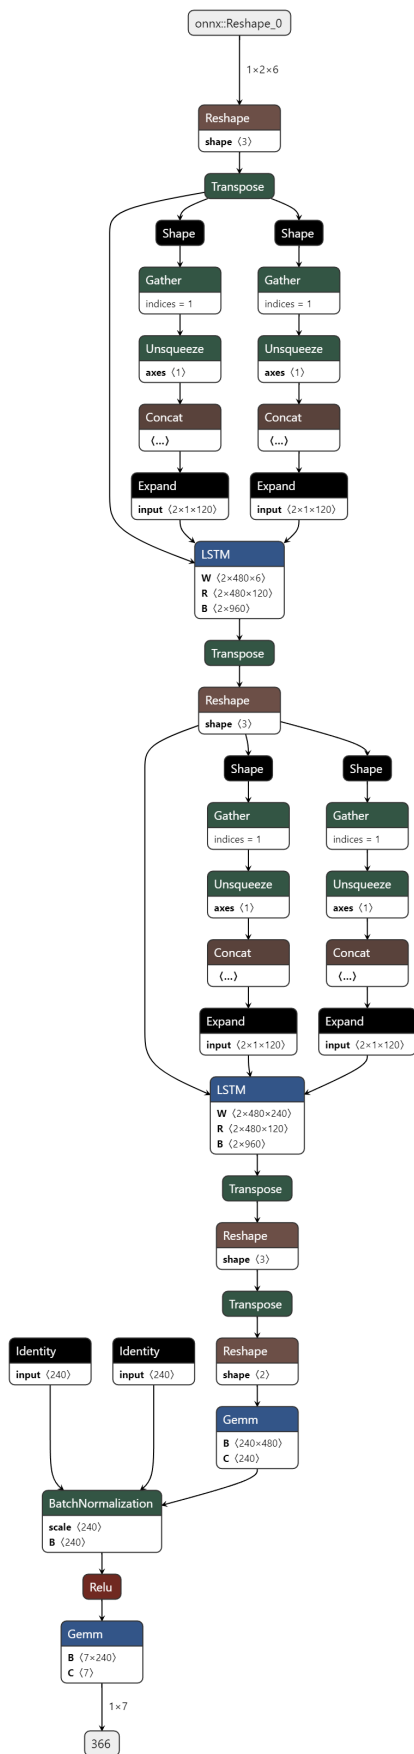 onnx::Reshape_0
1×2×6
Reshape
shape ⟨3⟩
Transpose
Shape
Shape
Gather
indices = 1
Gather
indices = 1
Unsqueeze
axes ⟨1⟩
Unsqueeze
axes ⟨1⟩
Concat
⟨...⟩
Concat
⟨...⟩
Expand
input ⟨2×1×120⟩
Expand
input ⟨2×1×120⟩
LSTM
W ⟨2×480×6⟩
R ⟨2×480×120⟩
B ⟨2×960⟩
Transpose
Reshape
shape ⟨3⟩
Shape
Shape
Gather
indices = 1
Gather
indices = 1
Unsqueeze
axes ⟨1⟩
Unsqueeze
axes ⟨1⟩
Concat
⟨...⟩
Concat
⟨...⟩
Expand
input ⟨2×1×120⟩
Expand
input ⟨2×1×120⟩
LSTM
W ⟨2×480×240⟩
R ⟨2×480×120⟩
B ⟨2×960⟩
Transpose
Reshape
shape ⟨3⟩
Transpose
Identity
input ⟨240⟩
Identity
input ⟨240⟩
Reshape
shape ⟨2⟩
Gemm
B ⟨240×480⟩
C ⟨240⟩
BatchNormalization
scale ⟨240⟩
B ⟨240⟩
Relu
Gemm
B ⟨7×240⟩
C ⟨7⟩
1×7
366